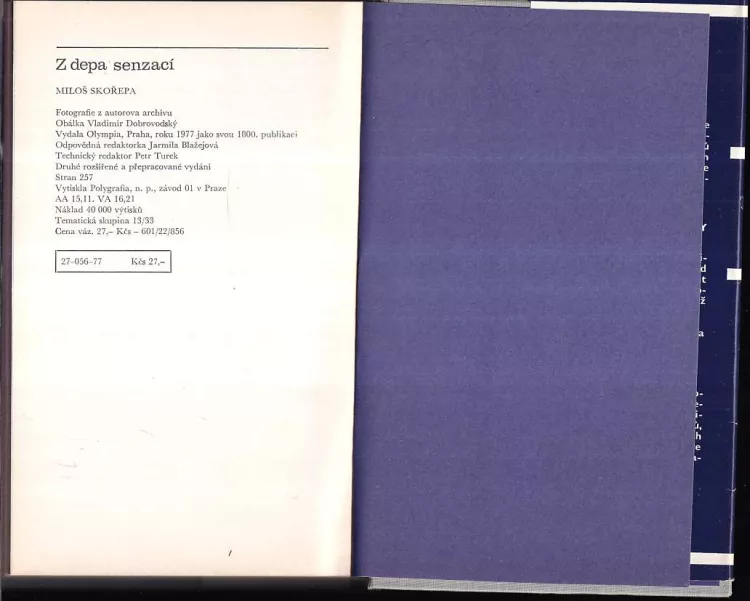 Z depa senzací
MILOŠ SKOŘEPA
Fotografie z autorova archivu
Obálka Vladimír Dobrovodský
Vydala Olympia, Praha, roku 1977 jako svou 1800. publikaci
Odpovědná redaktorka Jarmila Blažejová
Technický redaktor Petr Turek
Druhé rozšířené a přepracované vydání
Stran 257
Vytiskla Polygrafia, n. p., závod 01 v Praze
AA 15,11. VA 16,21
Náklad 40 000 výtisků
Tematická skupina 13/33
Cena váz. 27,– Kčs – 601/22/856
27–056–77 Kčs 27,–